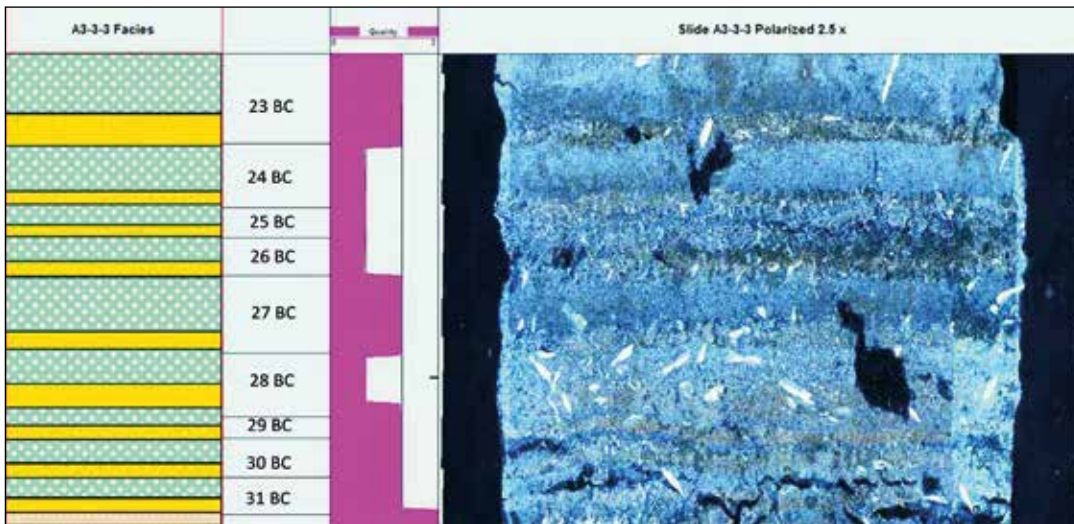 A3-3-3 Facies
Quality
Slide A3-3-3 Polarized 2.5 x
23 BC
24 BC
25 BC
26 BC
27 BC
28 BC
29 BC
30 BC
31 BC